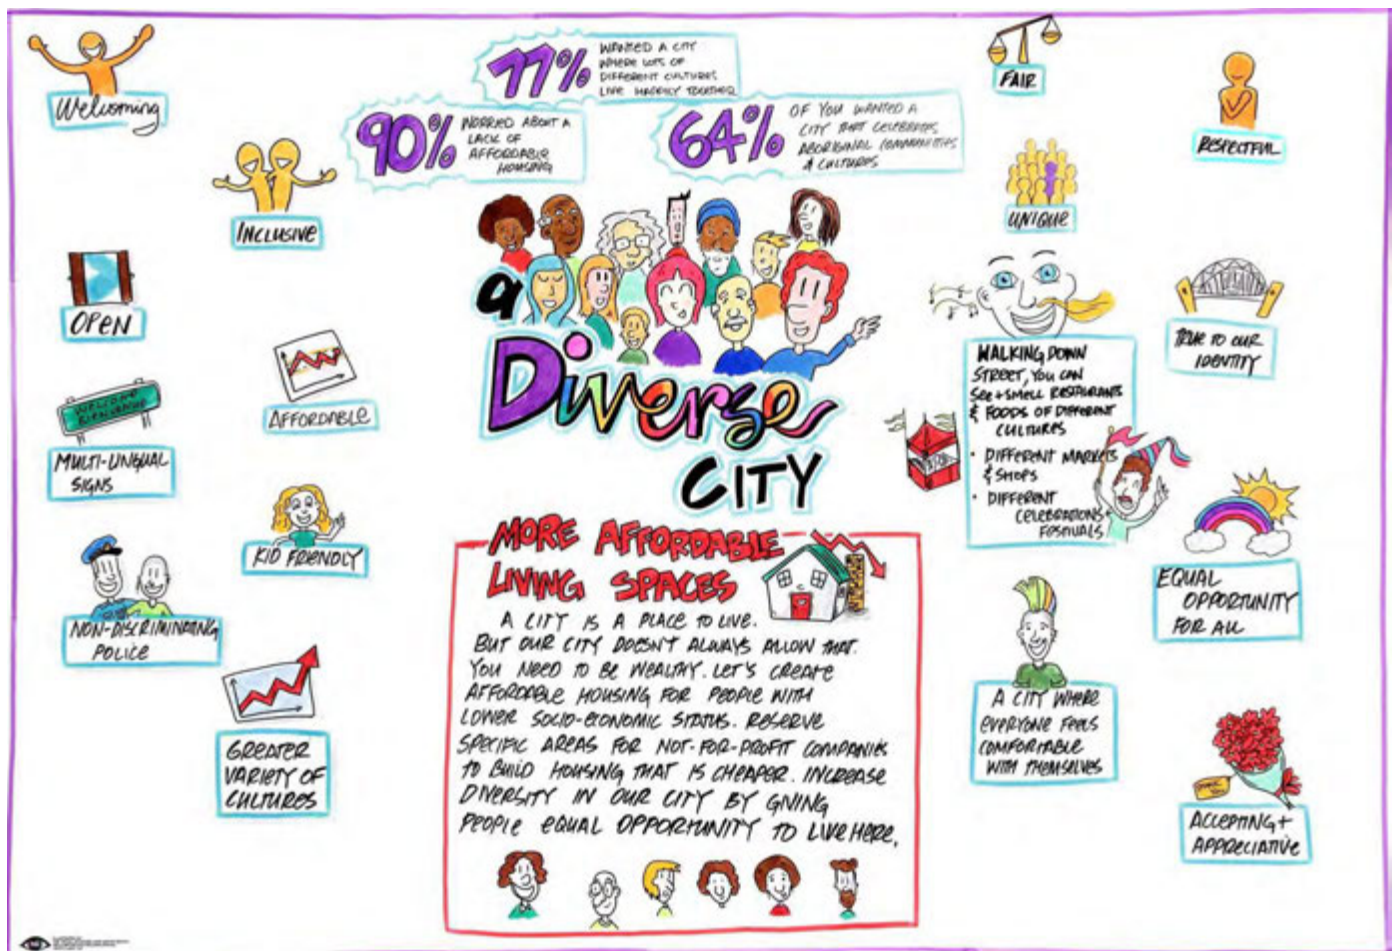 Welcoming
77%
WANTED A CITY
WHERE LOTS OF
DIFFERENT CULTURES
LIVE HAPPILY TOGETHER
90%
WORRIED ABOUT A
LACK OF
AFFORDABLE
HOUSING
64%
OF YOU WANTED A
CITY THAT CELEBRATES
ABORIGINAL COMMUNITIES
& CULTURES
FAIR
RESPECTFUL
INCLUSIVE
UNIQUE
OPEN
a
Diverse
CITY
TRUE TO OUR
IDENTITY
WALKING DOWN
STREET, YOU CAN
SEE + SMELL RESTAURANTS
& FOODS OF DIFFERENT
CULTURES
• DIFFERENT MARKETS
& SHOPS
• DIFFERENT
CELEBRATIONS +
FESTIVALS
AFFORDABLE
WELCOME
MULTI-LINGUAL
SIGNS
KID FRIENDLY
NON-DISCRIMINATING
POLICE
GREATER
VARIETY OF
CULTURES
MORE AFFORDABLE
LIVING SPACES
A CITY IS A PLACE TO LIVE.
BUT OUR CITY DOESN'T ALWAYS ALLOW THAT.
YOU NEED TO BE WEALTHY. LET'S CREATE
AFFORDABLE HOUSING FOR PEOPLE WITH
LOWER SOCIO-ECONOMIC STATUS. RESERVE
SPECIFIC AREAS FOR NOT-FOR-PROFIT COMPANIES
TO BUILD HOUSING THAT IS CHEAPER. INCREASE
DIVERSITY IN OUR CITY BY GIVING
PEOPLE EQUAL OPPORTUNITY TO LIVE HERE.
EQUAL
OPPORTUNITY
FOR ALL
A CITY WHERE
EVERYONE FEELS
COMFORTABLE
WITH THEMSELVES
ACCEPTING +
APPRECIATIVE